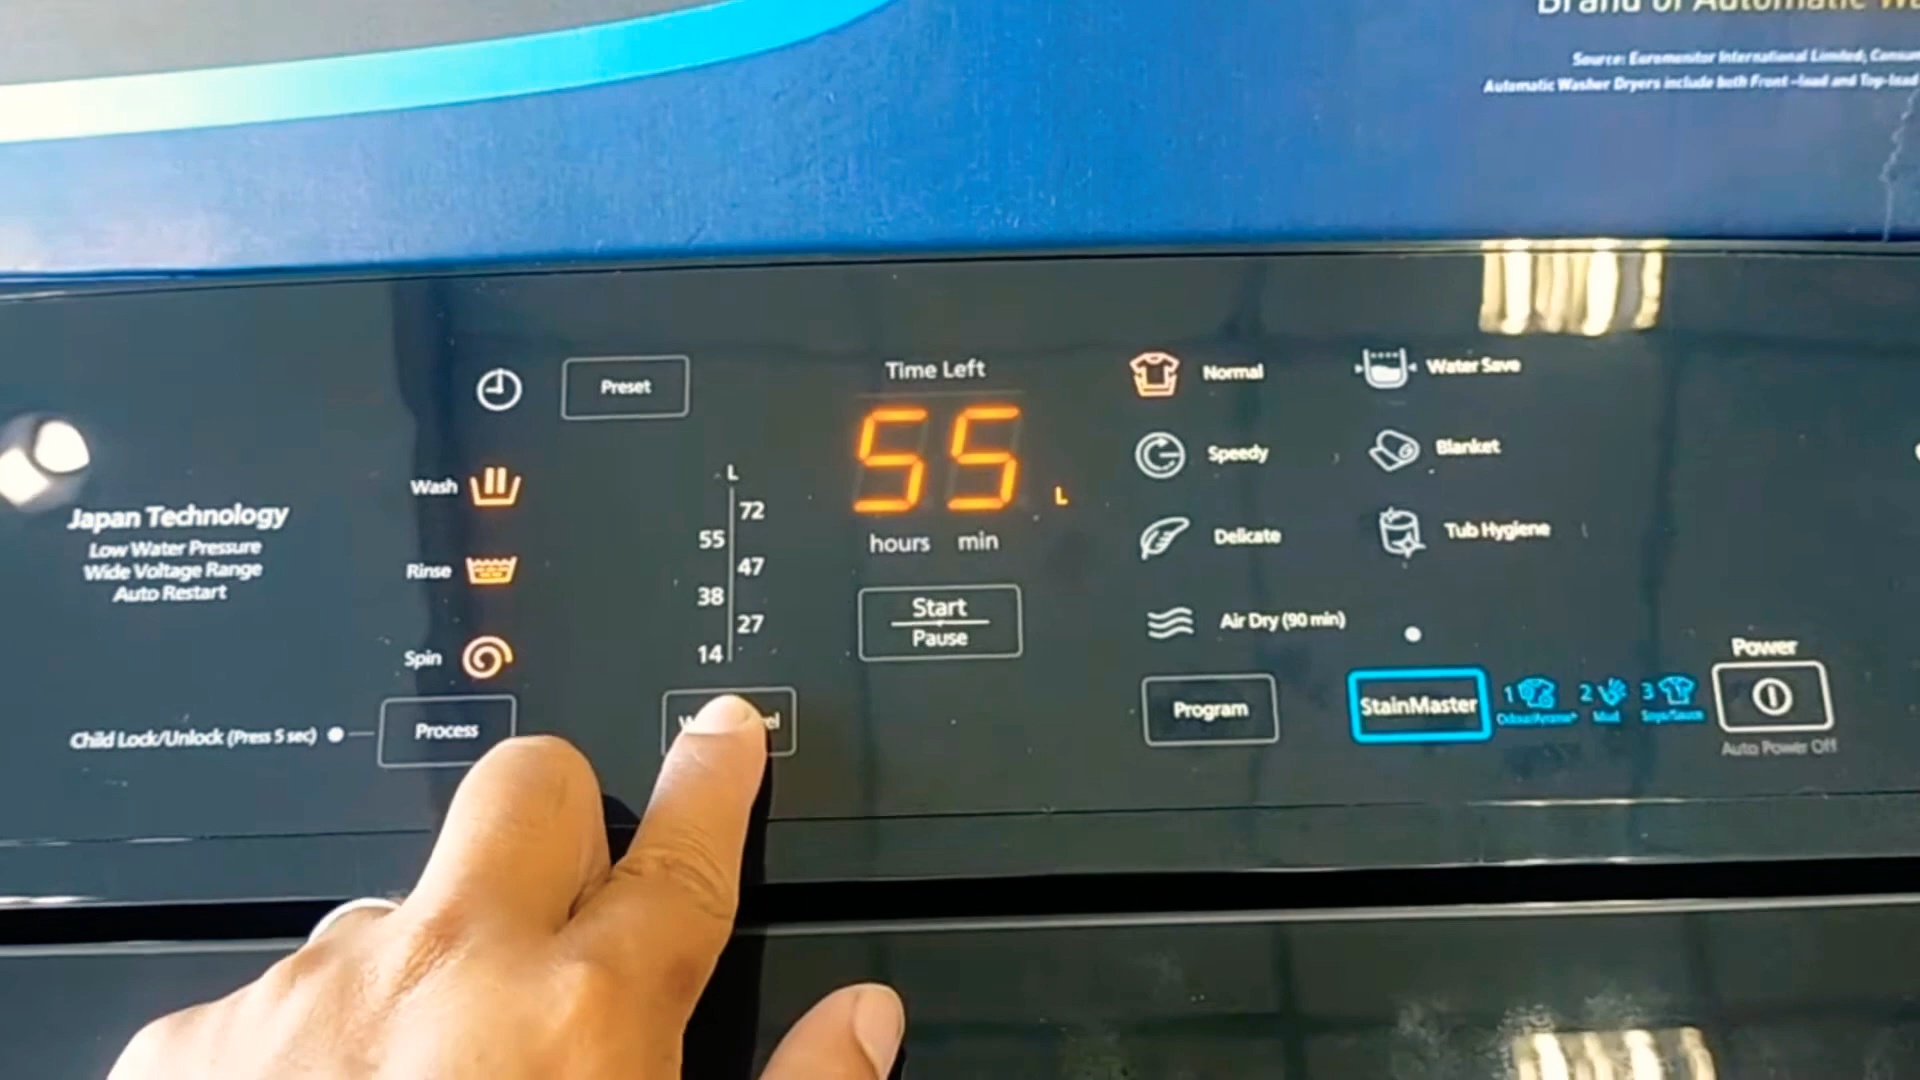 Brand of Automatic
Source: Euromonitor International Limited; Consum
Automatic Washer Dryers include both Front-load and Top-load
Japan Technology
Low Water Pressure
Wide Voltage Range
Auto Restart
Preset
Wash
Rinse
Spin
Child Lock/Unlock (Press 5 sec)
Process
L
72
55
47
38
27
14
Time Left
55 L
hours min
Start
Pause
Normal
Speedy
Delicate
Air Dry (90 min)
Program
Water Save
Blanket
Tub Hygiene
StainMaster
1 2 Mud 3
Power
Auto Power Off